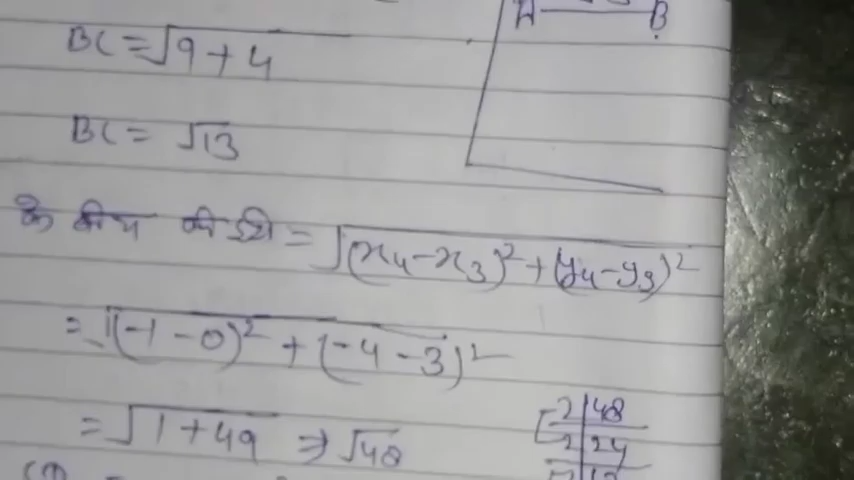 A B
BC = √9+4
BC = √13
के बीच की दूरी = √(x₄-x₃)²+(y₄-y₃)²
= √(-1-0)² + (-4-3)²
= √1+49 ⇒ √48
2|48
2|24